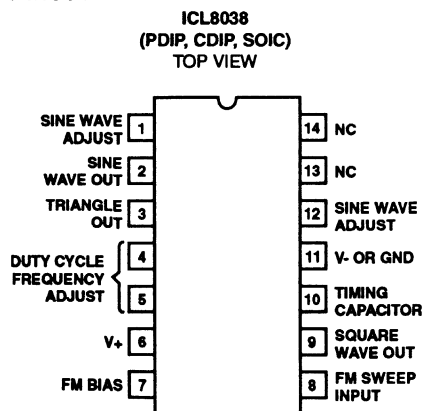 ICL8038
(PDIP, CDIP, SOIC)
TOP VIEW
SINE WAVE
ADJUST
1
SINE
WAVE OUT
2
TRIANGLE
OUT
3
DUTY CYCLE
FREQUENCY
ADJUST
4
5
V+
6
FM BIAS
7
14
NC
13
NC
12
SINE WAVE
ADJUST
11
V- OR GND
10
TIMING
CAPACITOR
9
SQUARE
WAVE OUT
8
FM SWEEP
INPUT